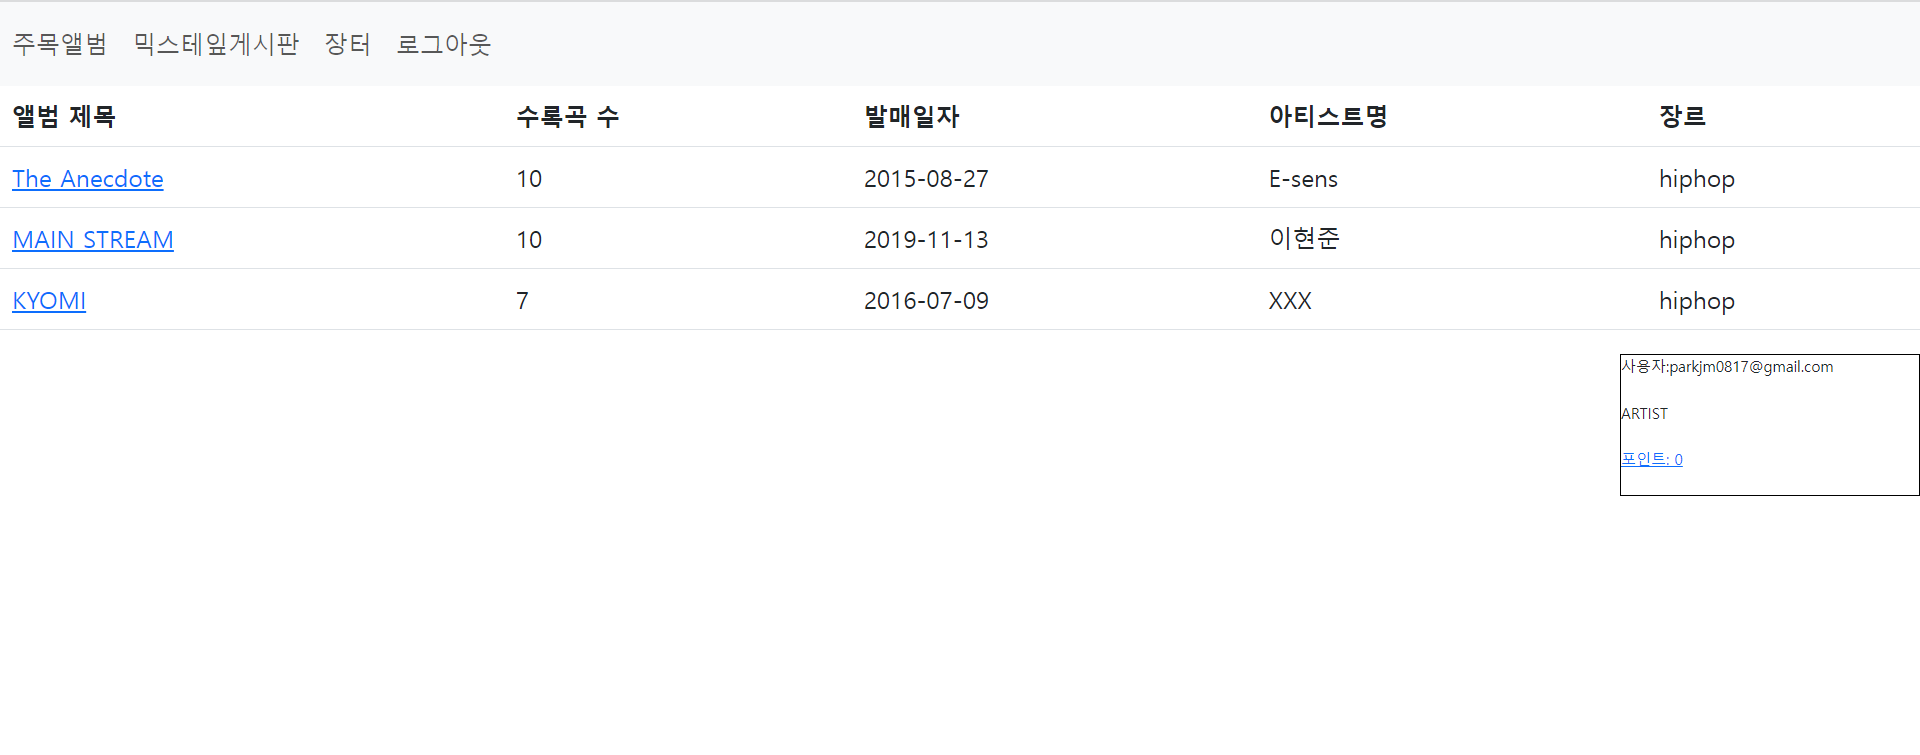 주목앨범 믹스테잎게시판 장터 로그아웃
앨범 제목 수록곡 수 발매일자 아티스트명 장르
The Anecdote 10 2015-08-27 E-sens hiphop
MAIN STREAM 10 2019-11-13 이현준 hiphop
KYOMI 7 2016-07-09 XXX hiphop
사용자:parkjm0817@gmail.com
ARTIST
포인트: 0